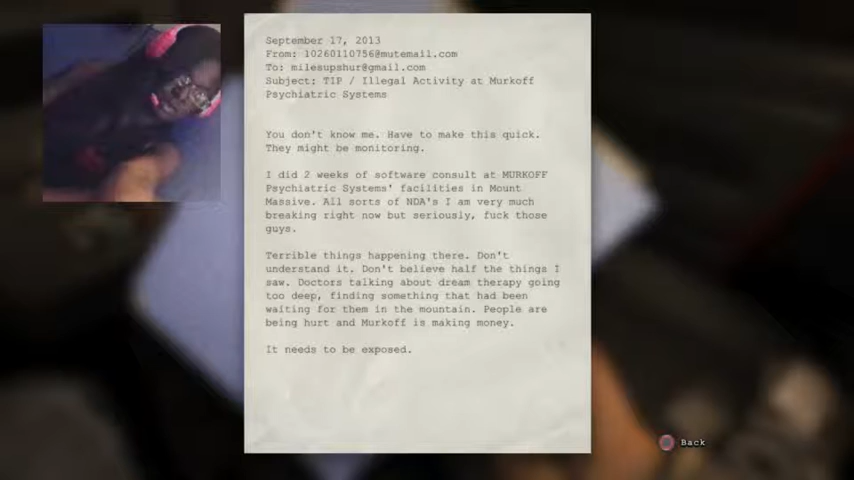 September 17, 2013
From: 10260110756@mutemail.com
To: milesupshur@gmail.com
Subject: TIP / Illegal Activity at Murkoff
Psychiatric Systems
You don't know me. Have to make this quick.
They might be monitoring.
I did 2 weeks of software consult at MURKOFF
Psychiatric Systems' facilities in Mount
Massive. All sorts of NDA's I am very much
breaking right now but seriously, fuck those
guys.
Terrible things happening there. Don't
understand it. Don't believe half the things I
saw. Doctors talking about dream therapy going
too deep, finding something that had been
waiting for them in the mountain. People are
being hurt and Murkoff is making money.
It needs to be exposed.
Back